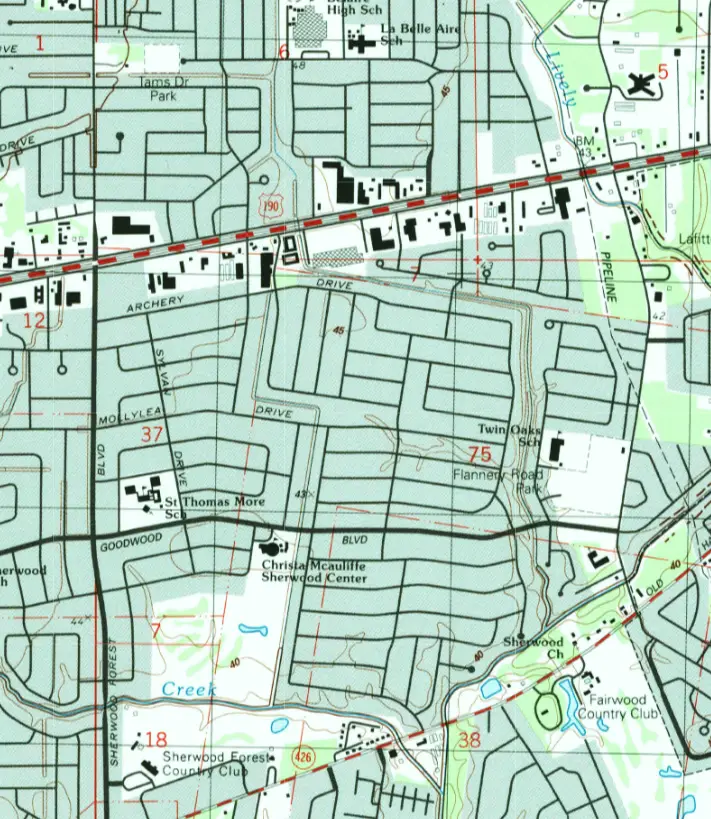 High Sch
La Belle Aire
Sch
1
6
5
48
IVE
Tams Dr
Park
Lively
45
DRIVE
BM
43
190
Lafitt
PIPELINE
7
DRIVE
ARCHERY
12
45
42
SYLVAN
MOLLYLEA
DRIVE
37
Twin Oaks
Sch
75
Flannery Road
Park
BLVD
DRIVE
43
St Thomas More
Sch
GOODWOOD
BLVD
erwood
h
Christa Mcauliffe
Sherwood Center
40
OLD
44
7
Sherwood
Ch
40
40
Creek
SHERWOOD FOREST
Fairwood
Country Club
18
38
Sherwood Forest
Country Club
426